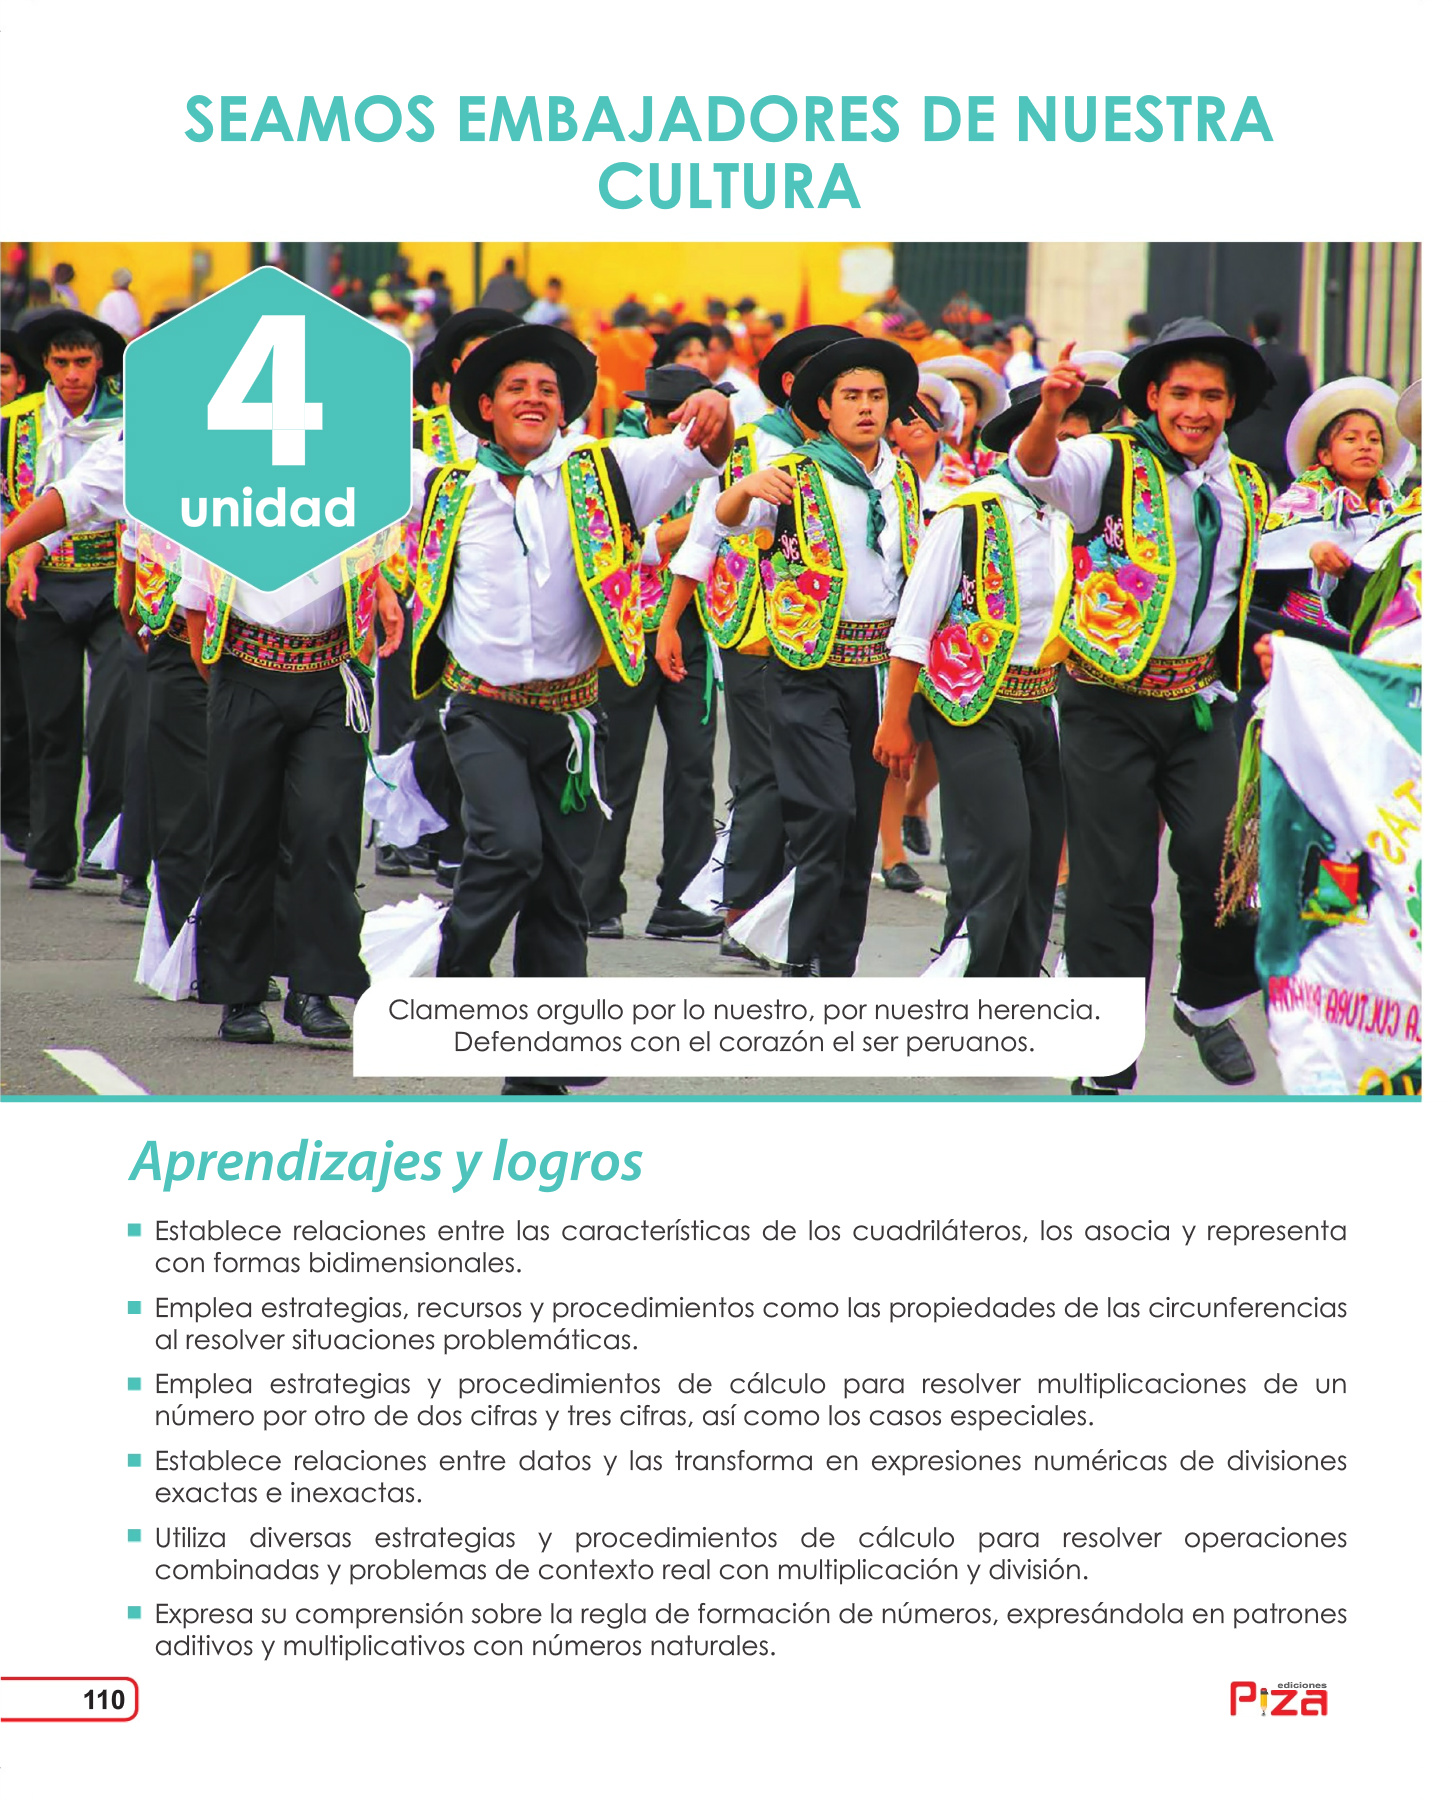 SEAMOS EMBAJADORES DE NUESTRA
CULTURA
4
unidad
Clamemos orgullo por lo nuestro, por nuestra herencia.
Defendamos con el corazón el ser peruanos.
Aprendizajes y logros
Establece relaciones entre las características de los cuadriláteros, los asocia y representa
con formas bidimensionales.
Emplea estrategias, recursos y procedimientos como las propiedades de las circunferencias
al resolver situaciones problemáticas.
Emplea estrategias y procedimientos de cálculo para resolver multiplicaciones de un
número por otro de dos cifras y tres cifras, así como los casos especiales.
Establece relaciones entre datos y las transforma en expresiones numéricas de divisiones
exactas e inexactas.
Utiliza diversas estrategias y procedimientos de cálculo para resolver operaciones
combinadas y problemas de contexto real con multiplicación y división.
Expresa su comprensión sobre la regla de formación de números, expresándola en patrones
aditivos y multiplicativos con números naturales.
110
ediciones
Piza